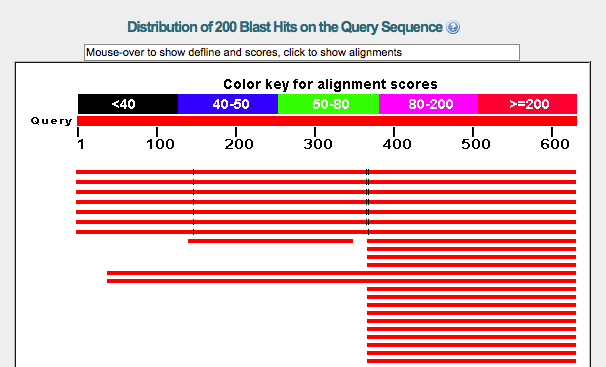 Distribution of 200 Blast Hits on the Query Sequence ?
Mouse-over to show defline and scores, click to show alignments
Color key for alignment scores
<40 40-50 50-80 80-200 >=200
Query
1 100 200 300 400 500 600